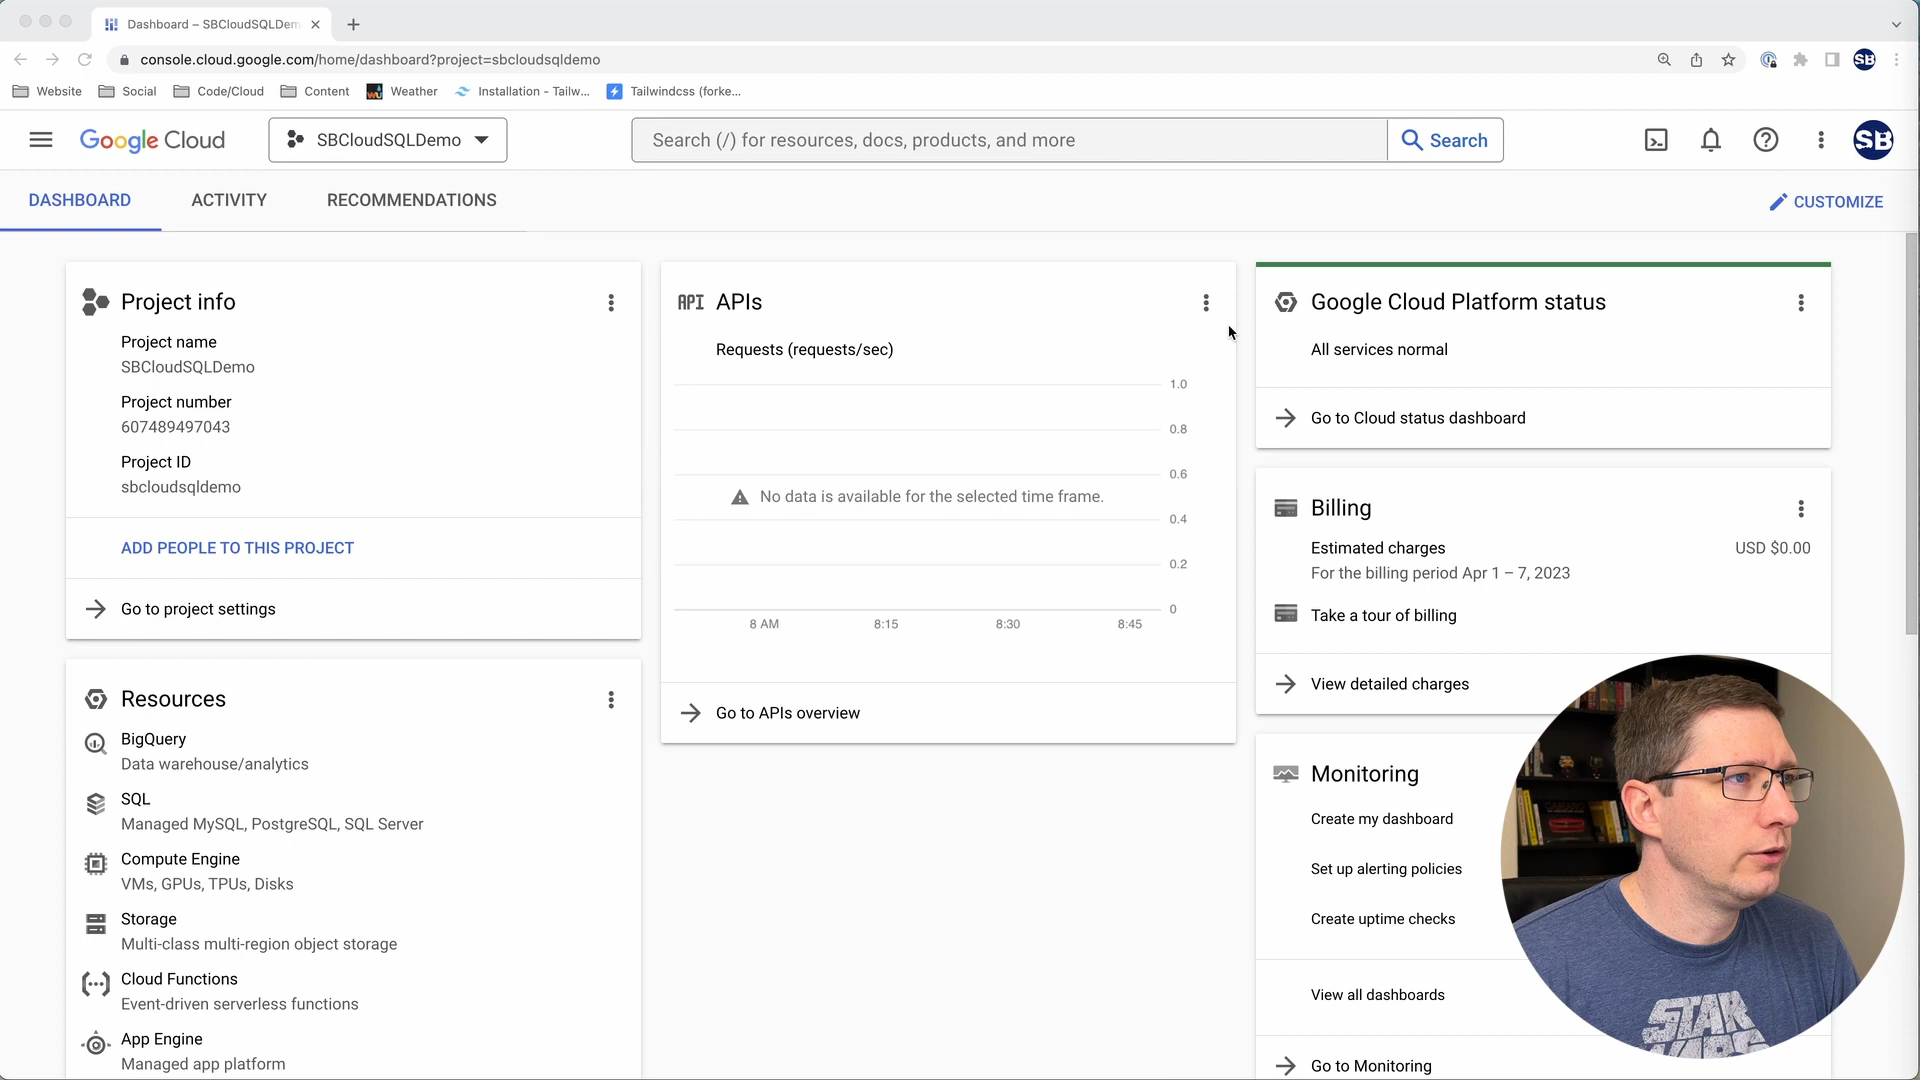 Dashboard – SBCloudSQLDem
console.cloud.google.com/home/dashboard?project=sbcloudsqldemo
SB
Website
Social
Code/Cloud
Content
Weather
Installation - Tailw...
Tailwindcss (forke...
Google Cloud
SBCloudSQLDemo
Search (/) for resources, docs, products, and more
Search
SB
DASHBOARD
ACTIVITY
RECOMMENDATIONS
CUSTOMIZE
Project info
Project name
SBCloudSQLDemo
Project number
607489497043
Project ID
sbcloudsqldemo
ADD PEOPLE TO THIS PROJECT
Go to project settings
Resources
BigQuery
Data warehouse/analytics
SQL
Managed MySQL, PostgreSQL, SQL Server
Compute Engine
VMs, GPUs, TPUs, Disks
Storage
Multi-class multi-region object storage
Cloud Functions
Event-driven serverless functions
App Engine
Managed app platform
API APIs
Requests (requests/sec)
1.0
0.8
0.6
No data is available for the selected time frame.
0.4
0.2
0
8 AM
8:15
8:30
8:45
Go to APIs overview
Google Cloud Platform status
All services normal
Go to Cloud status dashboard
Billing
Estimated charges
USD $0.00
For the billing period Apr 1 – 7, 2023
Take a tour of billing
View detailed charges
Monitoring
Create my dashboard
Set up alerting policies
Create uptime checks
View all dashboards
Go to Monitoring
STAR
WARS